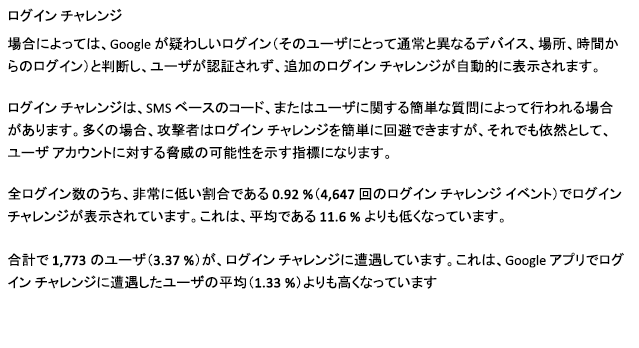 ログイン チャレンジ
場合によっては、Google が疑わしいログイン（そのユーザにとって通常と異なるデバイス、場所、時間か
らのログイン）と判断し、ユーザが認証されず、追加のログイン チャレンジが自動的に表示されます。
ログイン チャレンジは、SMS ベースのコード、またはユーザに関する簡単な質問によって行われる場合
があります。多くの場合、攻撃者はログイン チャレンジを簡単に回避できますが、それでも依然として、
ユーザ アカウントに対する脅威の可能性を示す指標になります。
全ログイン数のうち、非常に低い割合である 0.92 %（4,647 回のログイン チャレンジ イベント）でログイン
チャレンジが表示されています。これは、平均である 11.6 % よりも低くなっています。
合計で 1,773 のユーザ（3.37 %）が、ログイン チャレンジに遭遇しています。これは、Google アプリでログ
イン チャレンジに遭遇したユーザの平均（1.33 %）よりも高くなっています